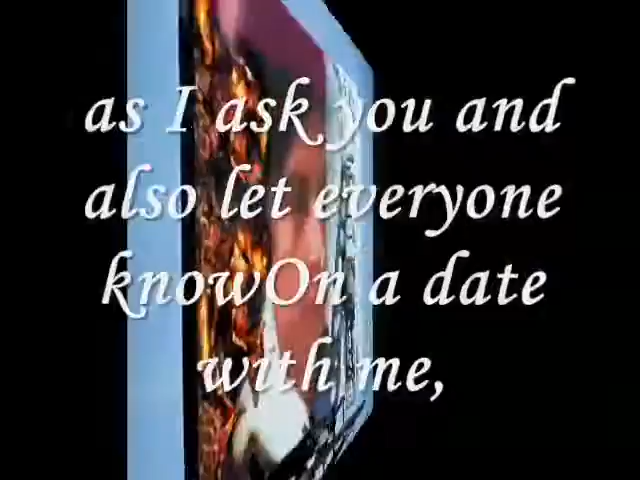 as I ask you and
also let everyone
knowOn a date
with me,